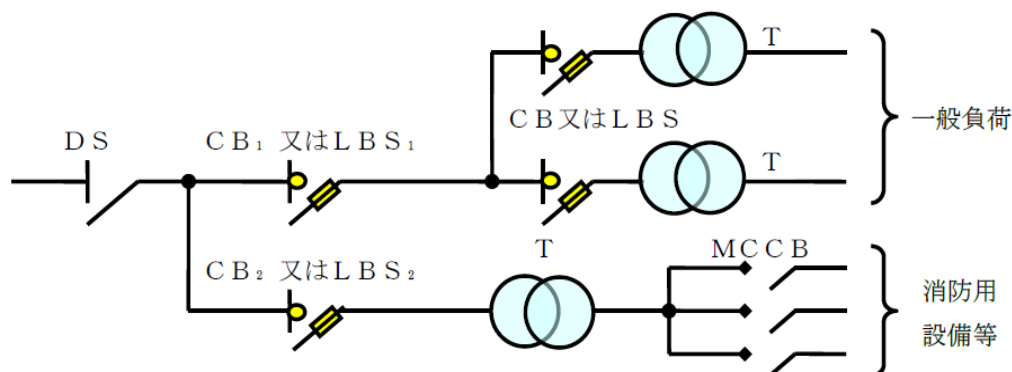 T
CB又はLBS
一般負荷
DS
CB₁ 又はLBS₁
T
CB₂ 又はLBS₂
T
MCCB
消防用
設備等